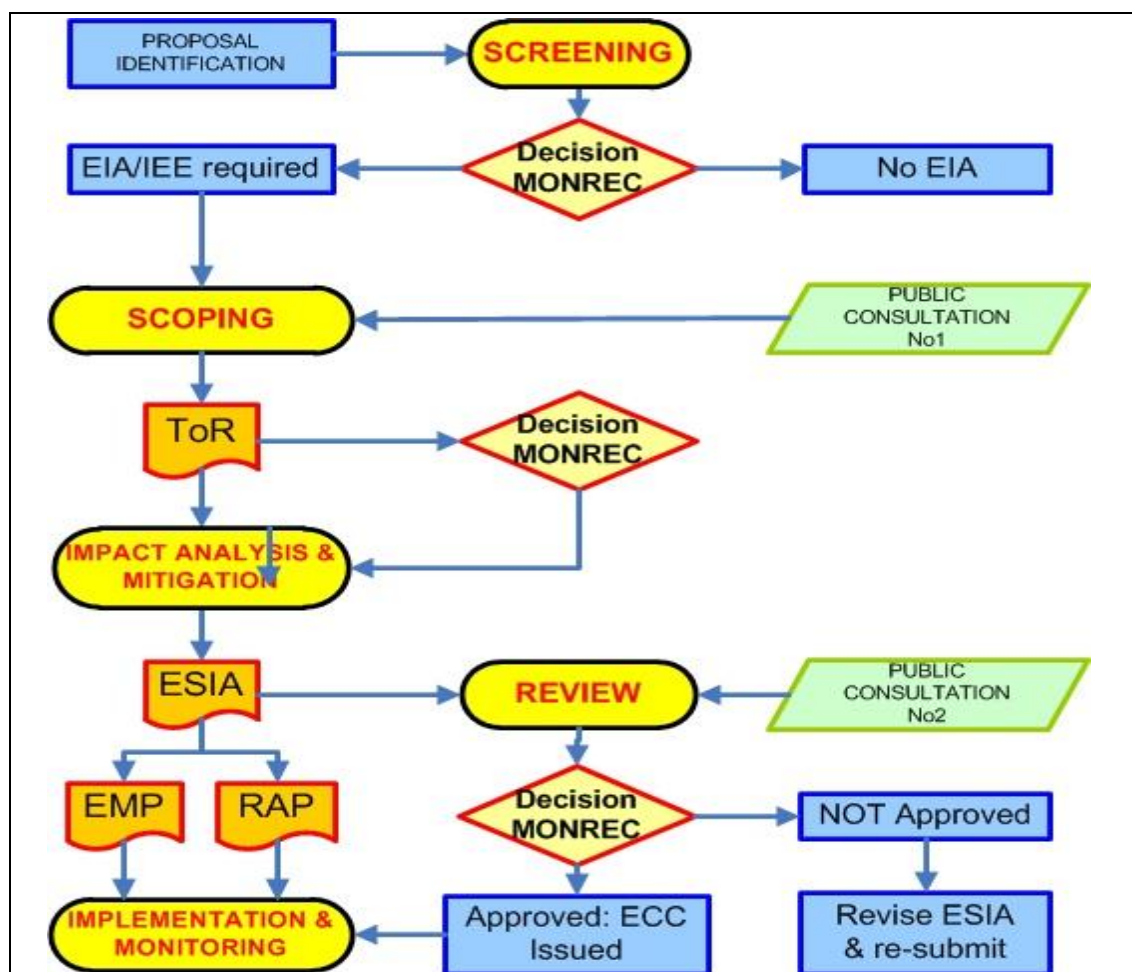 PROPOSAL
IDENTIFICATION
SCREENING
Decision
MONREC
EIA/IEE required
No EIA
SCOPING
PUBLIC
CONSULTATION
No1
ToR
Decision
MONREC
IMPACT ANALYSIS &
MITIGATION
ESIA
REVIEW
PUBLIC
CONSULTATION
No2
EMP
RAP
Decision
MONREC
NOT Approved
IMPLEMENTATION &
MONITORING
Approved: ECC
Issued
Revise ESIA
& re-submit